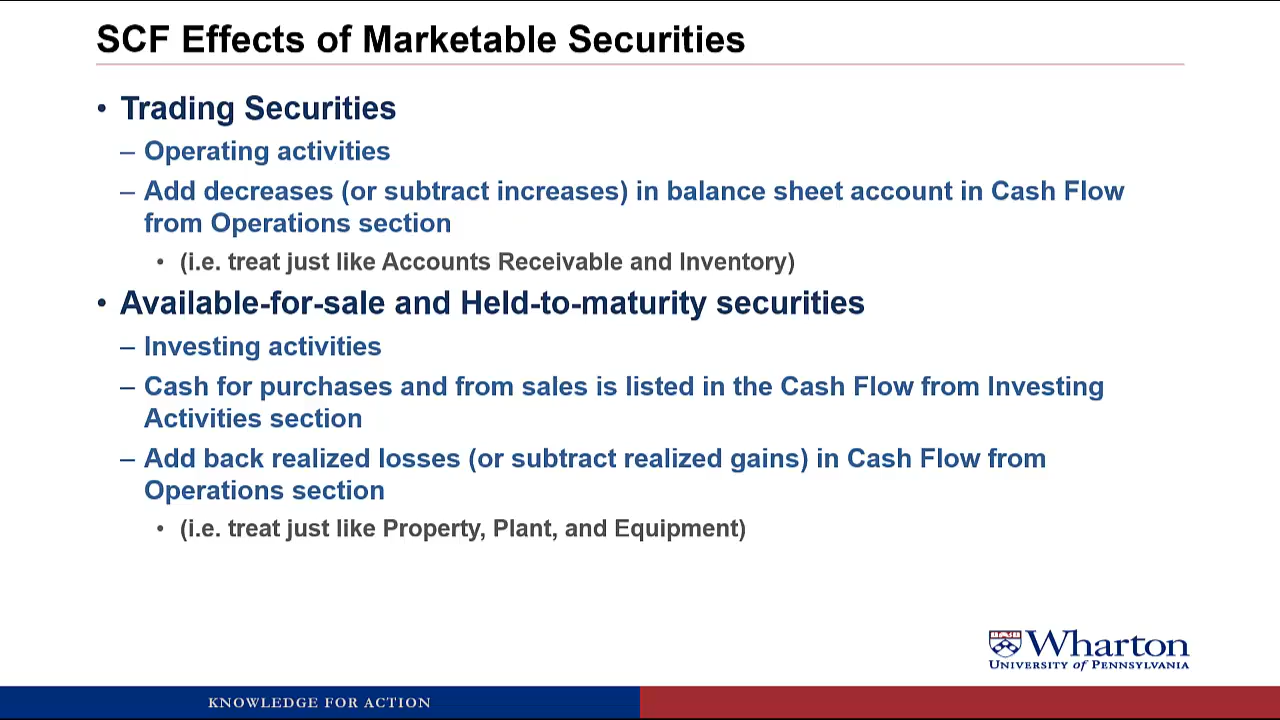 SCF Effects of Marketable Securities
• Trading Securities
– Operating activities
– Add decreases (or subtract increases) in balance sheet account in Cash Flow
from Operations section
• (i.e. treat just like Accounts Receivable and Inventory)
• Available-for-sale and Held-to-maturity securities
– Investing activities
– Cash for purchases and from sales is listed in the Cash Flow from Investing
Activities section
– Add back realized losses (or subtract realized gains) in Cash Flow from
Operations section
• (i.e. treat just like Property, Plant, and Equipment)
Wharton
UNIVERSITY of PENNSYLVANIA
KNOWLEDGE FOR ACTION